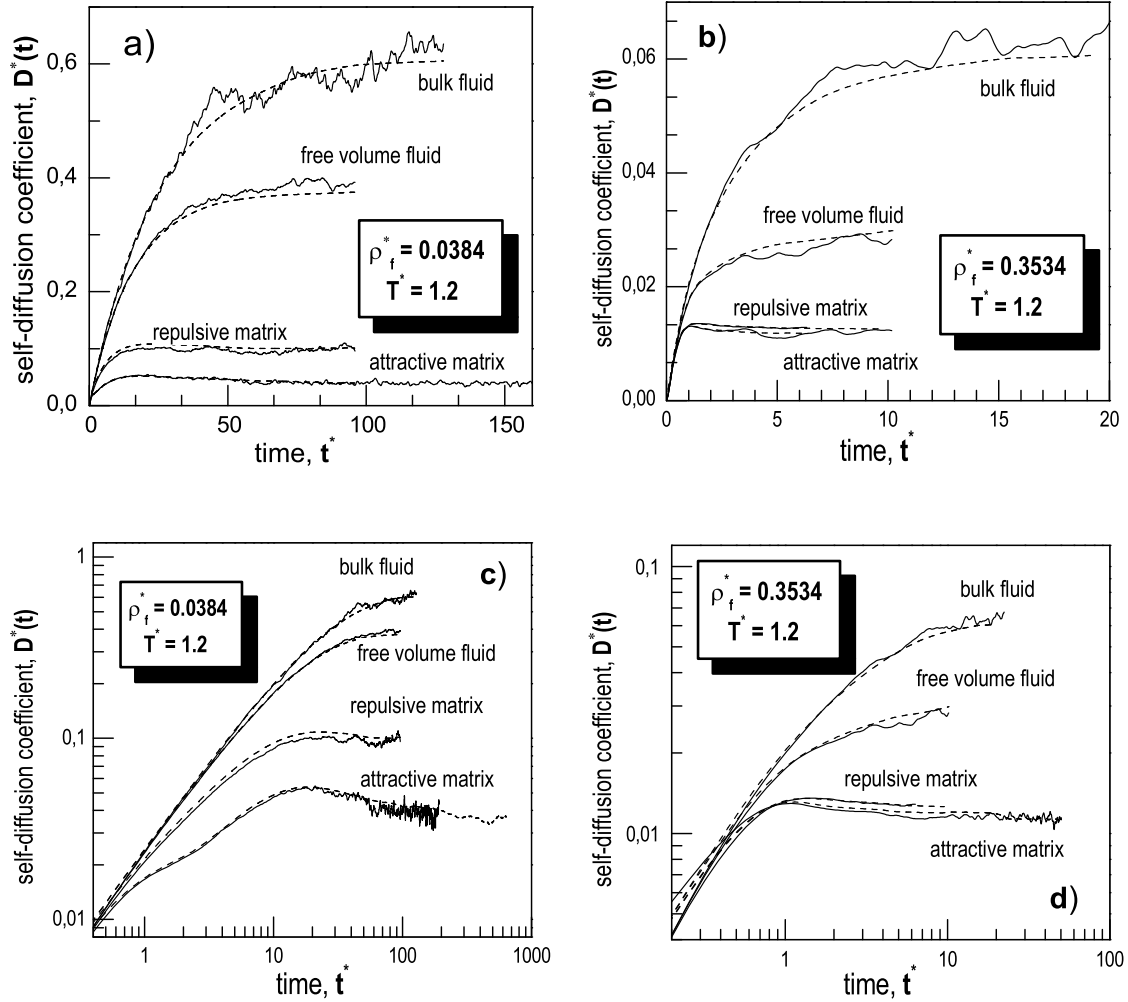 a)
self-diffusion coefficient, D*(t)
0,6
0,4
0,2
0,0
bulk fluid
free volume fluid
ρ*f = 0.0384
T* = 1.2
repulsive matrix
attractive matrix
0 50 100 150
time, t*
b)
self-diffusion coefficient, D*(t)
0,06
0,04
0,02
0,00
bulk fluid
free volume fluid
ρ*f = 0.3534
T* = 1.2
repulsive matrix
attractive matrix
0 5 10 15 20
time, t*
c)
self-diffusion coefficient, D*(t)
1
0,1
0,01
bulk fluid
ρ*f = 0.0384
T* = 1.2
free volume fluid
repulsive matrix
attractive matrix
1 10 100 1000
time, t*
self-diffusion coefficient, D*(t)
0,1
0,01
ρ*f = 0.3534
T* = 1.2
bulk fluid
free volume fluid
repulsive matrix
attractive matrix
d)
1 10 100
time, t*